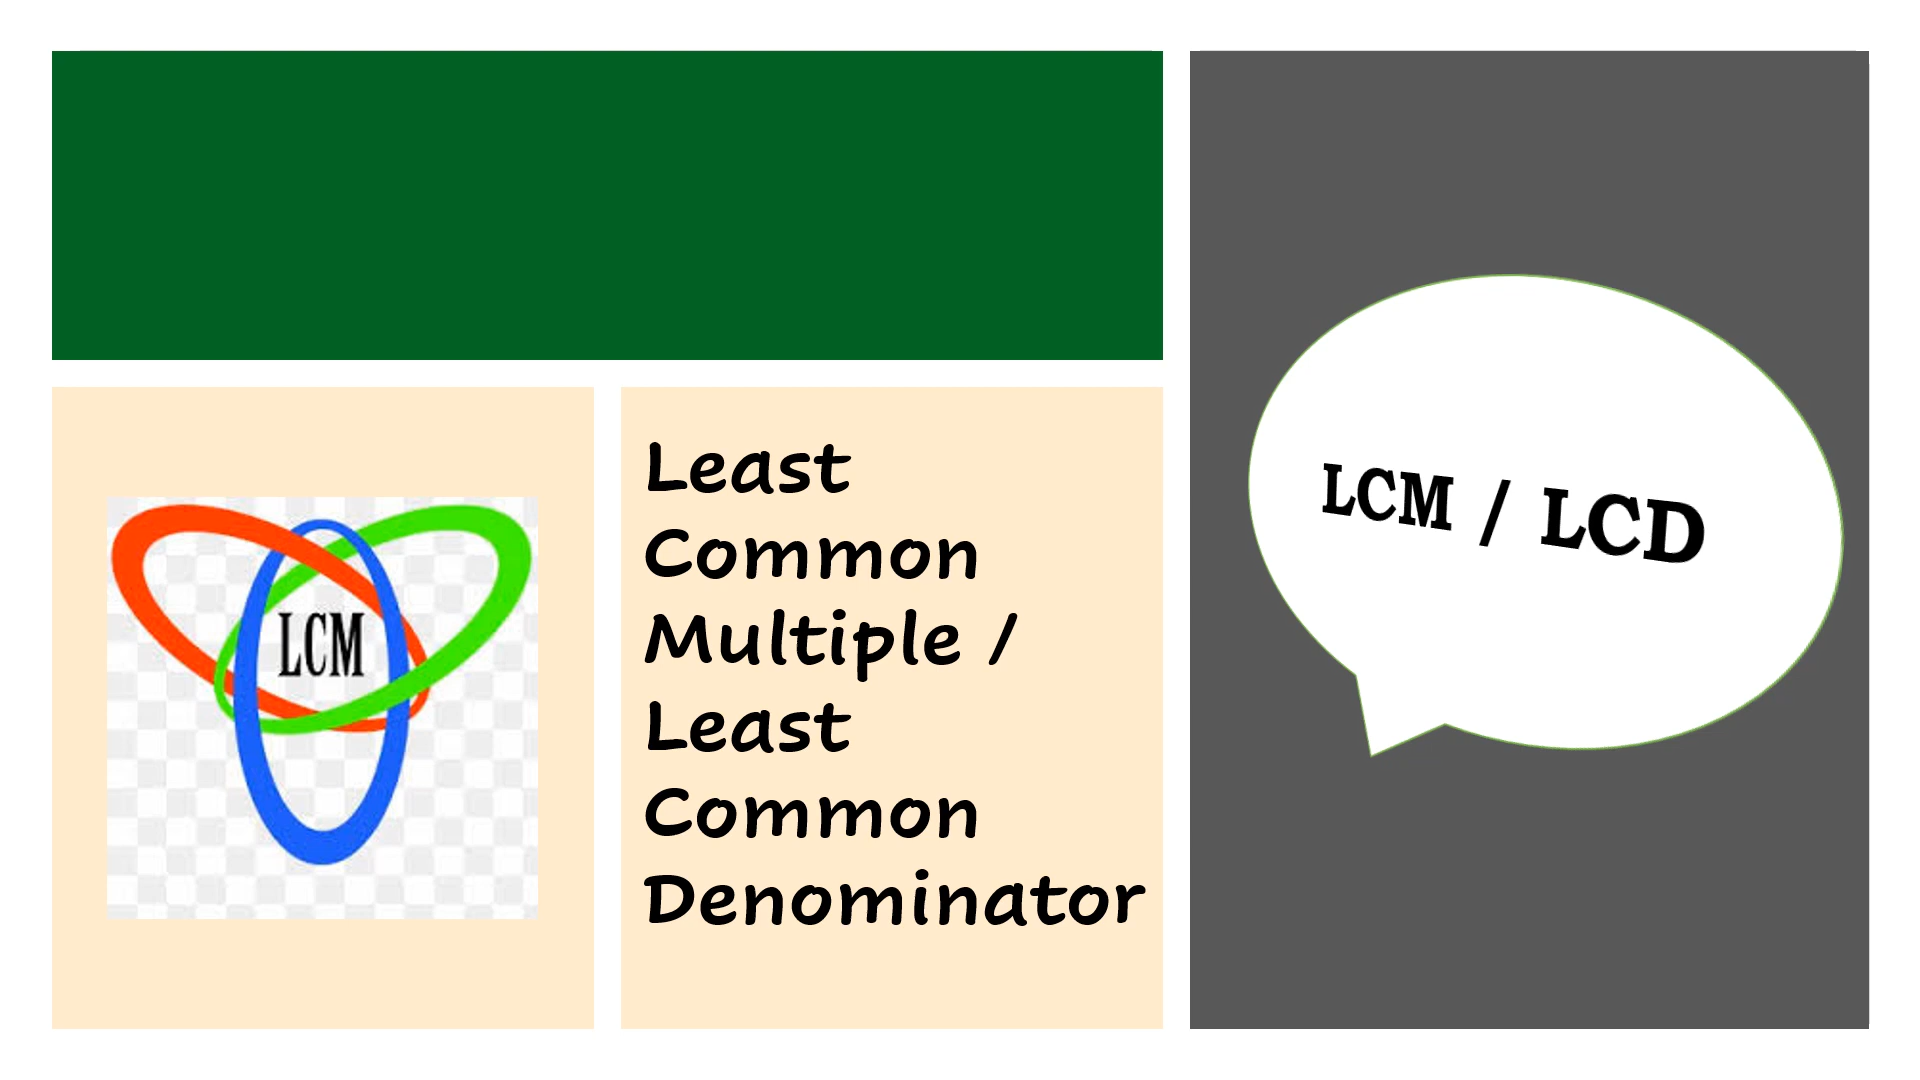 LCM
Least
Common
Multiple /
Least
Common
Denominator
LCM / LCD